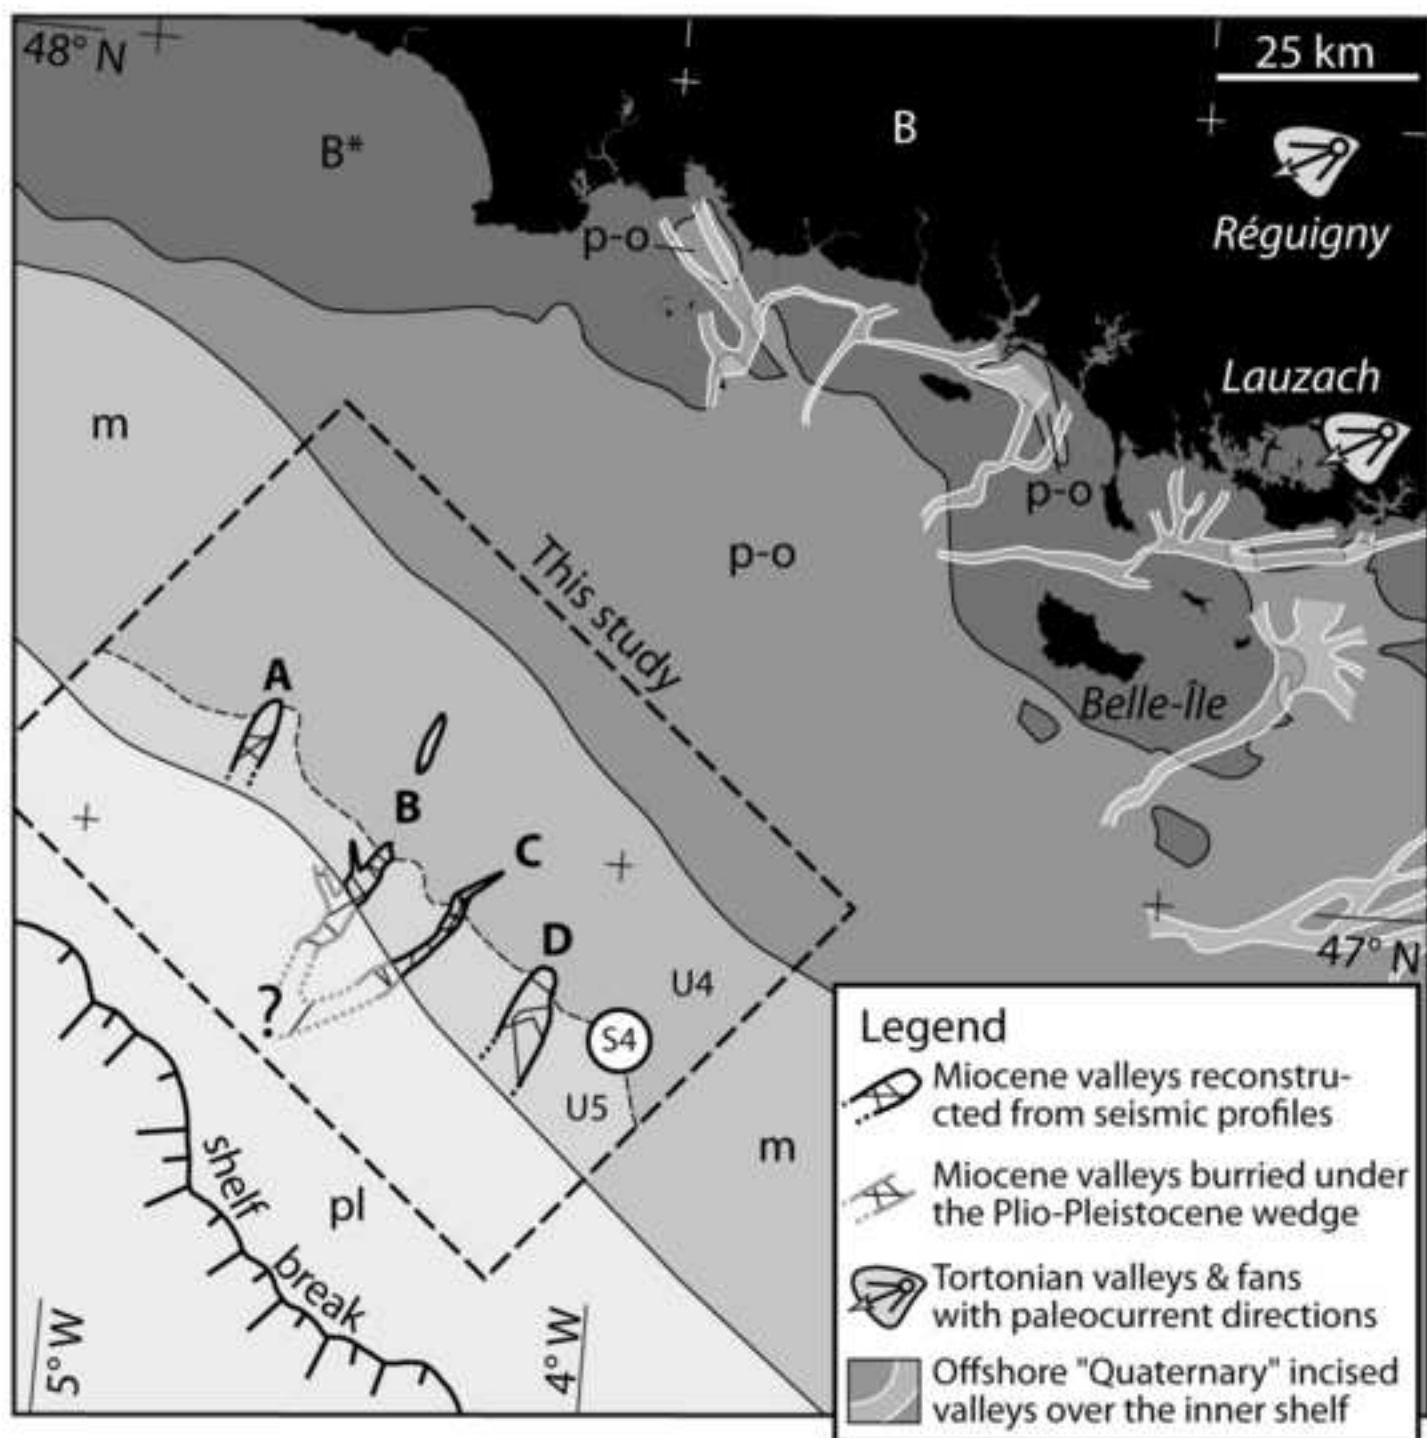 48° N
25 km
B
B*
Réguigny
p-o
Lauzach
m
p-o
p-o
This study
A
Belle-Île
B
C
D
47° N
U4
?
S4
U5
m
shelf
break
pl
5° W
4° W
Legend
Miocene valleys reconstru-
cted from seismic profiles
Miocene valleys burried under
the Plio-Pleistocene wedge
Tortonian valleys & fans
with paleocurrent directions
Offshore "Quaternary" incised
valleys over the inner shelf